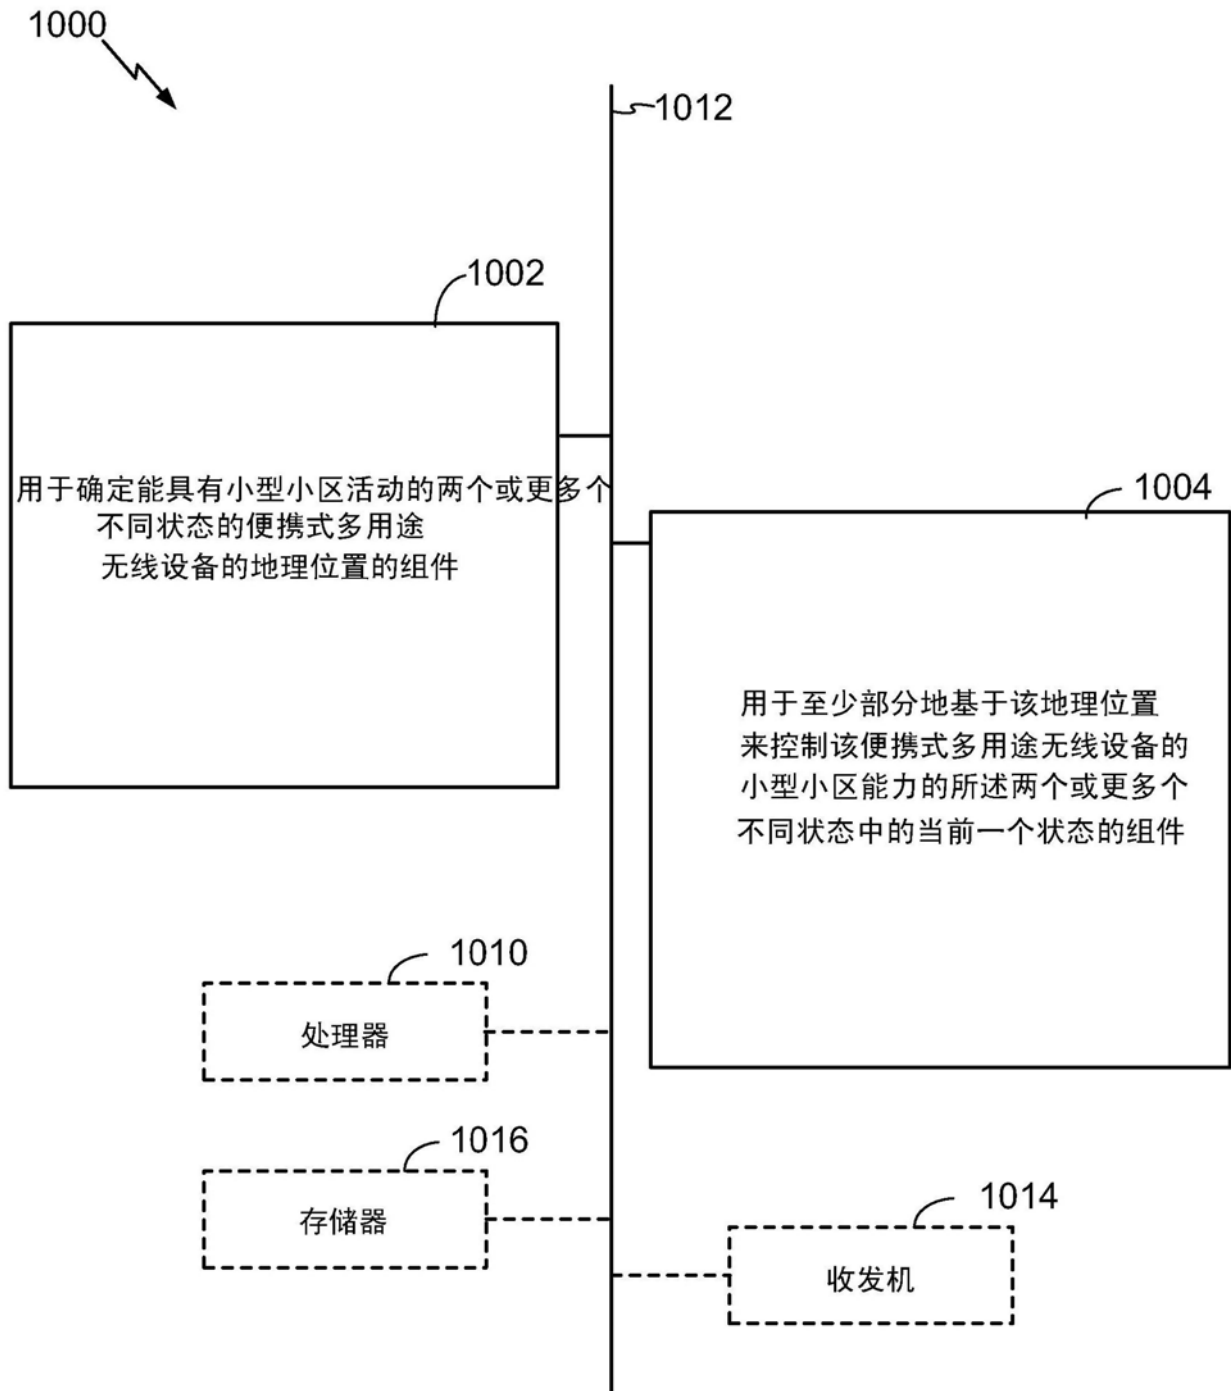 1000
1012
1002
用于确定能具有小型小区活动的两个或更多个
不同状态的便携式多用途
无线设备的地理位置的组件
1004
用于至少部分地基于该地理位置
来控制该便携式多用途无线设备的
小型小区能力的所述两个或更多个
不同状态中的当前一个状态的组件
1010
处理器
1016
存储器
1014
收发机